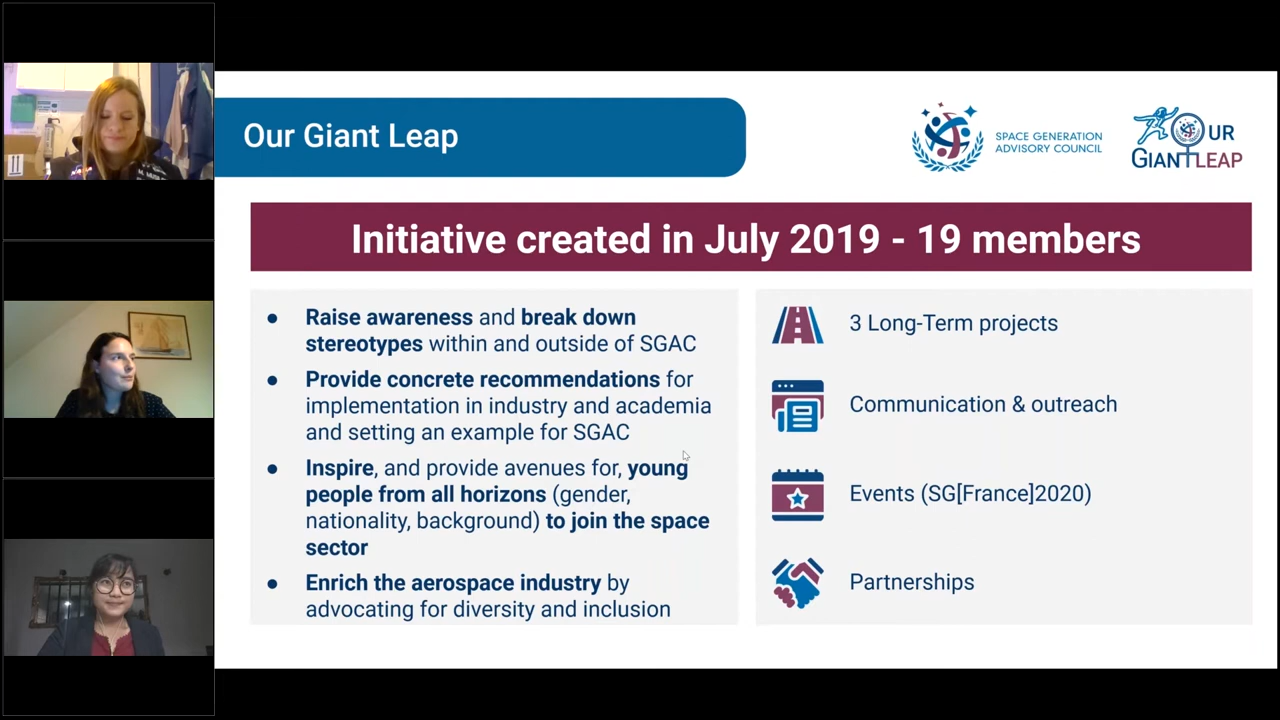 Our Giant Leap
SPACE GENERATION
ADVISORY COUNCIL
OUR
GIANTLEAP
Initiative created in July 2019 - 19 members
● Raise awareness and break down
stereotypes within and outside of SGAC
● Provide concrete recommendations for
implementation in industry and academia
and setting an example for SGAC
● Inspire, and provide avenues for, young
people from all horizons (gender,
nationality, background) to join the space
sector
● Enrich the aerospace industry by
advocating for diversity and inclusion
3 Long-Term projects
Communication & outreach
Events (SG[France]2020)
Partnerships